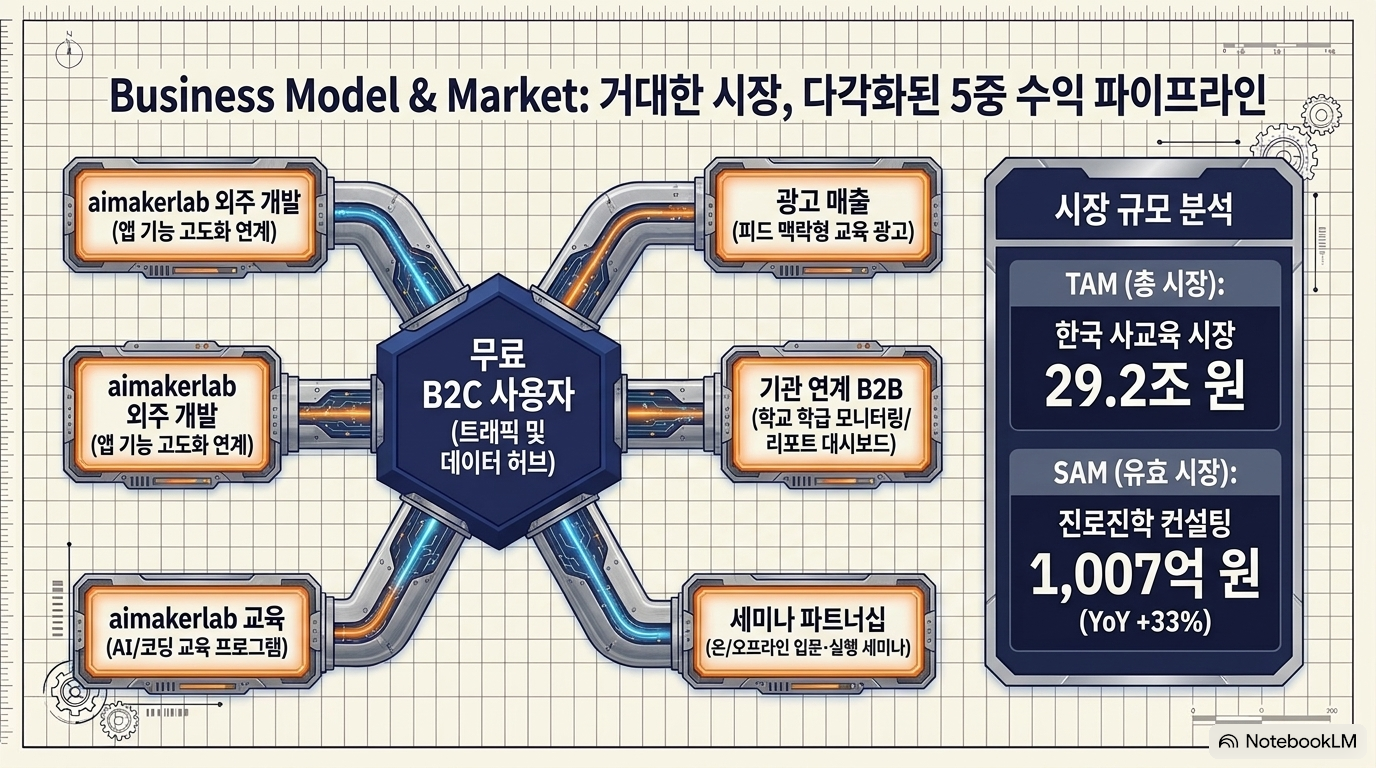 Business Model & Market: 거대한 시장, 다각화된 5중 수익 파이프라인
aimakerlab 외주 개발
(앱 기능 고도화 연계)
aimakerlab
외주 개발
(앱 기능 고도화 연계)
aimakerlab 교육
(AI/코딩 교육 프로그램)
무료
B2C 사용자
(트래픽 및
데이터 허브)
광고 매출
(피드 맥락형 교육 광고)
기관 연계 B2B
(학교 학급 모니터링/
리포트 대시보드)
세미나 파트너십
(온/오프라인 입문·실행 세미나)
시장 규모 분석
TAM (총 시장):
한국 사교육 시장
29.2조 원
SAM (유효 시장):
진로진학 컨설팅
1,007억 원
(YoY +33%)
NotebookLM